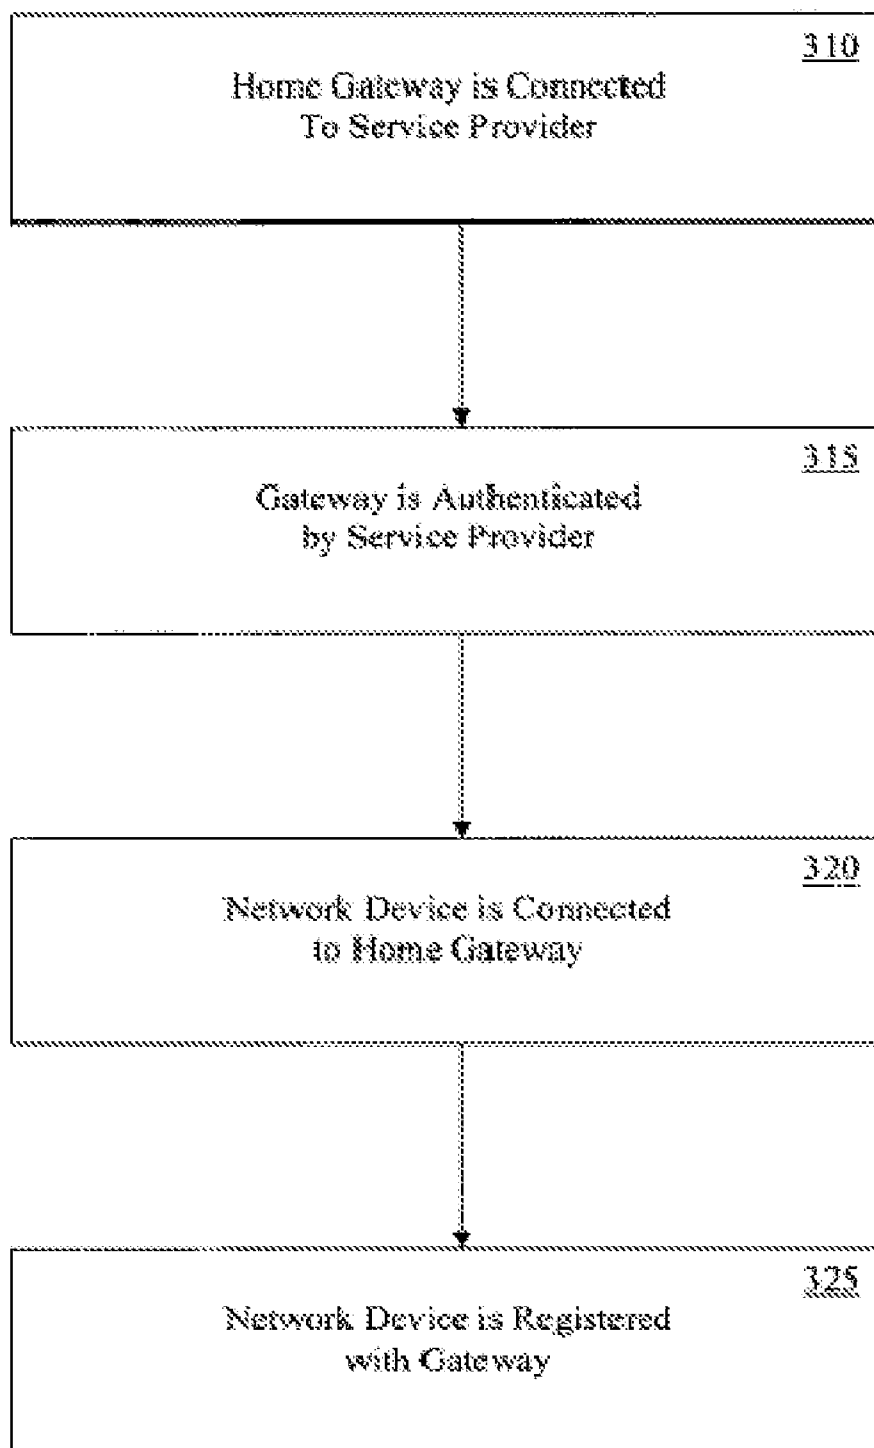 310
Home Gateway is Connected
To Service Provider
315
Gateway is Authenticated
by Service Provider
320
Network Device is Connected
to Home Gateway
325
Network Device is Registered
with Gateway